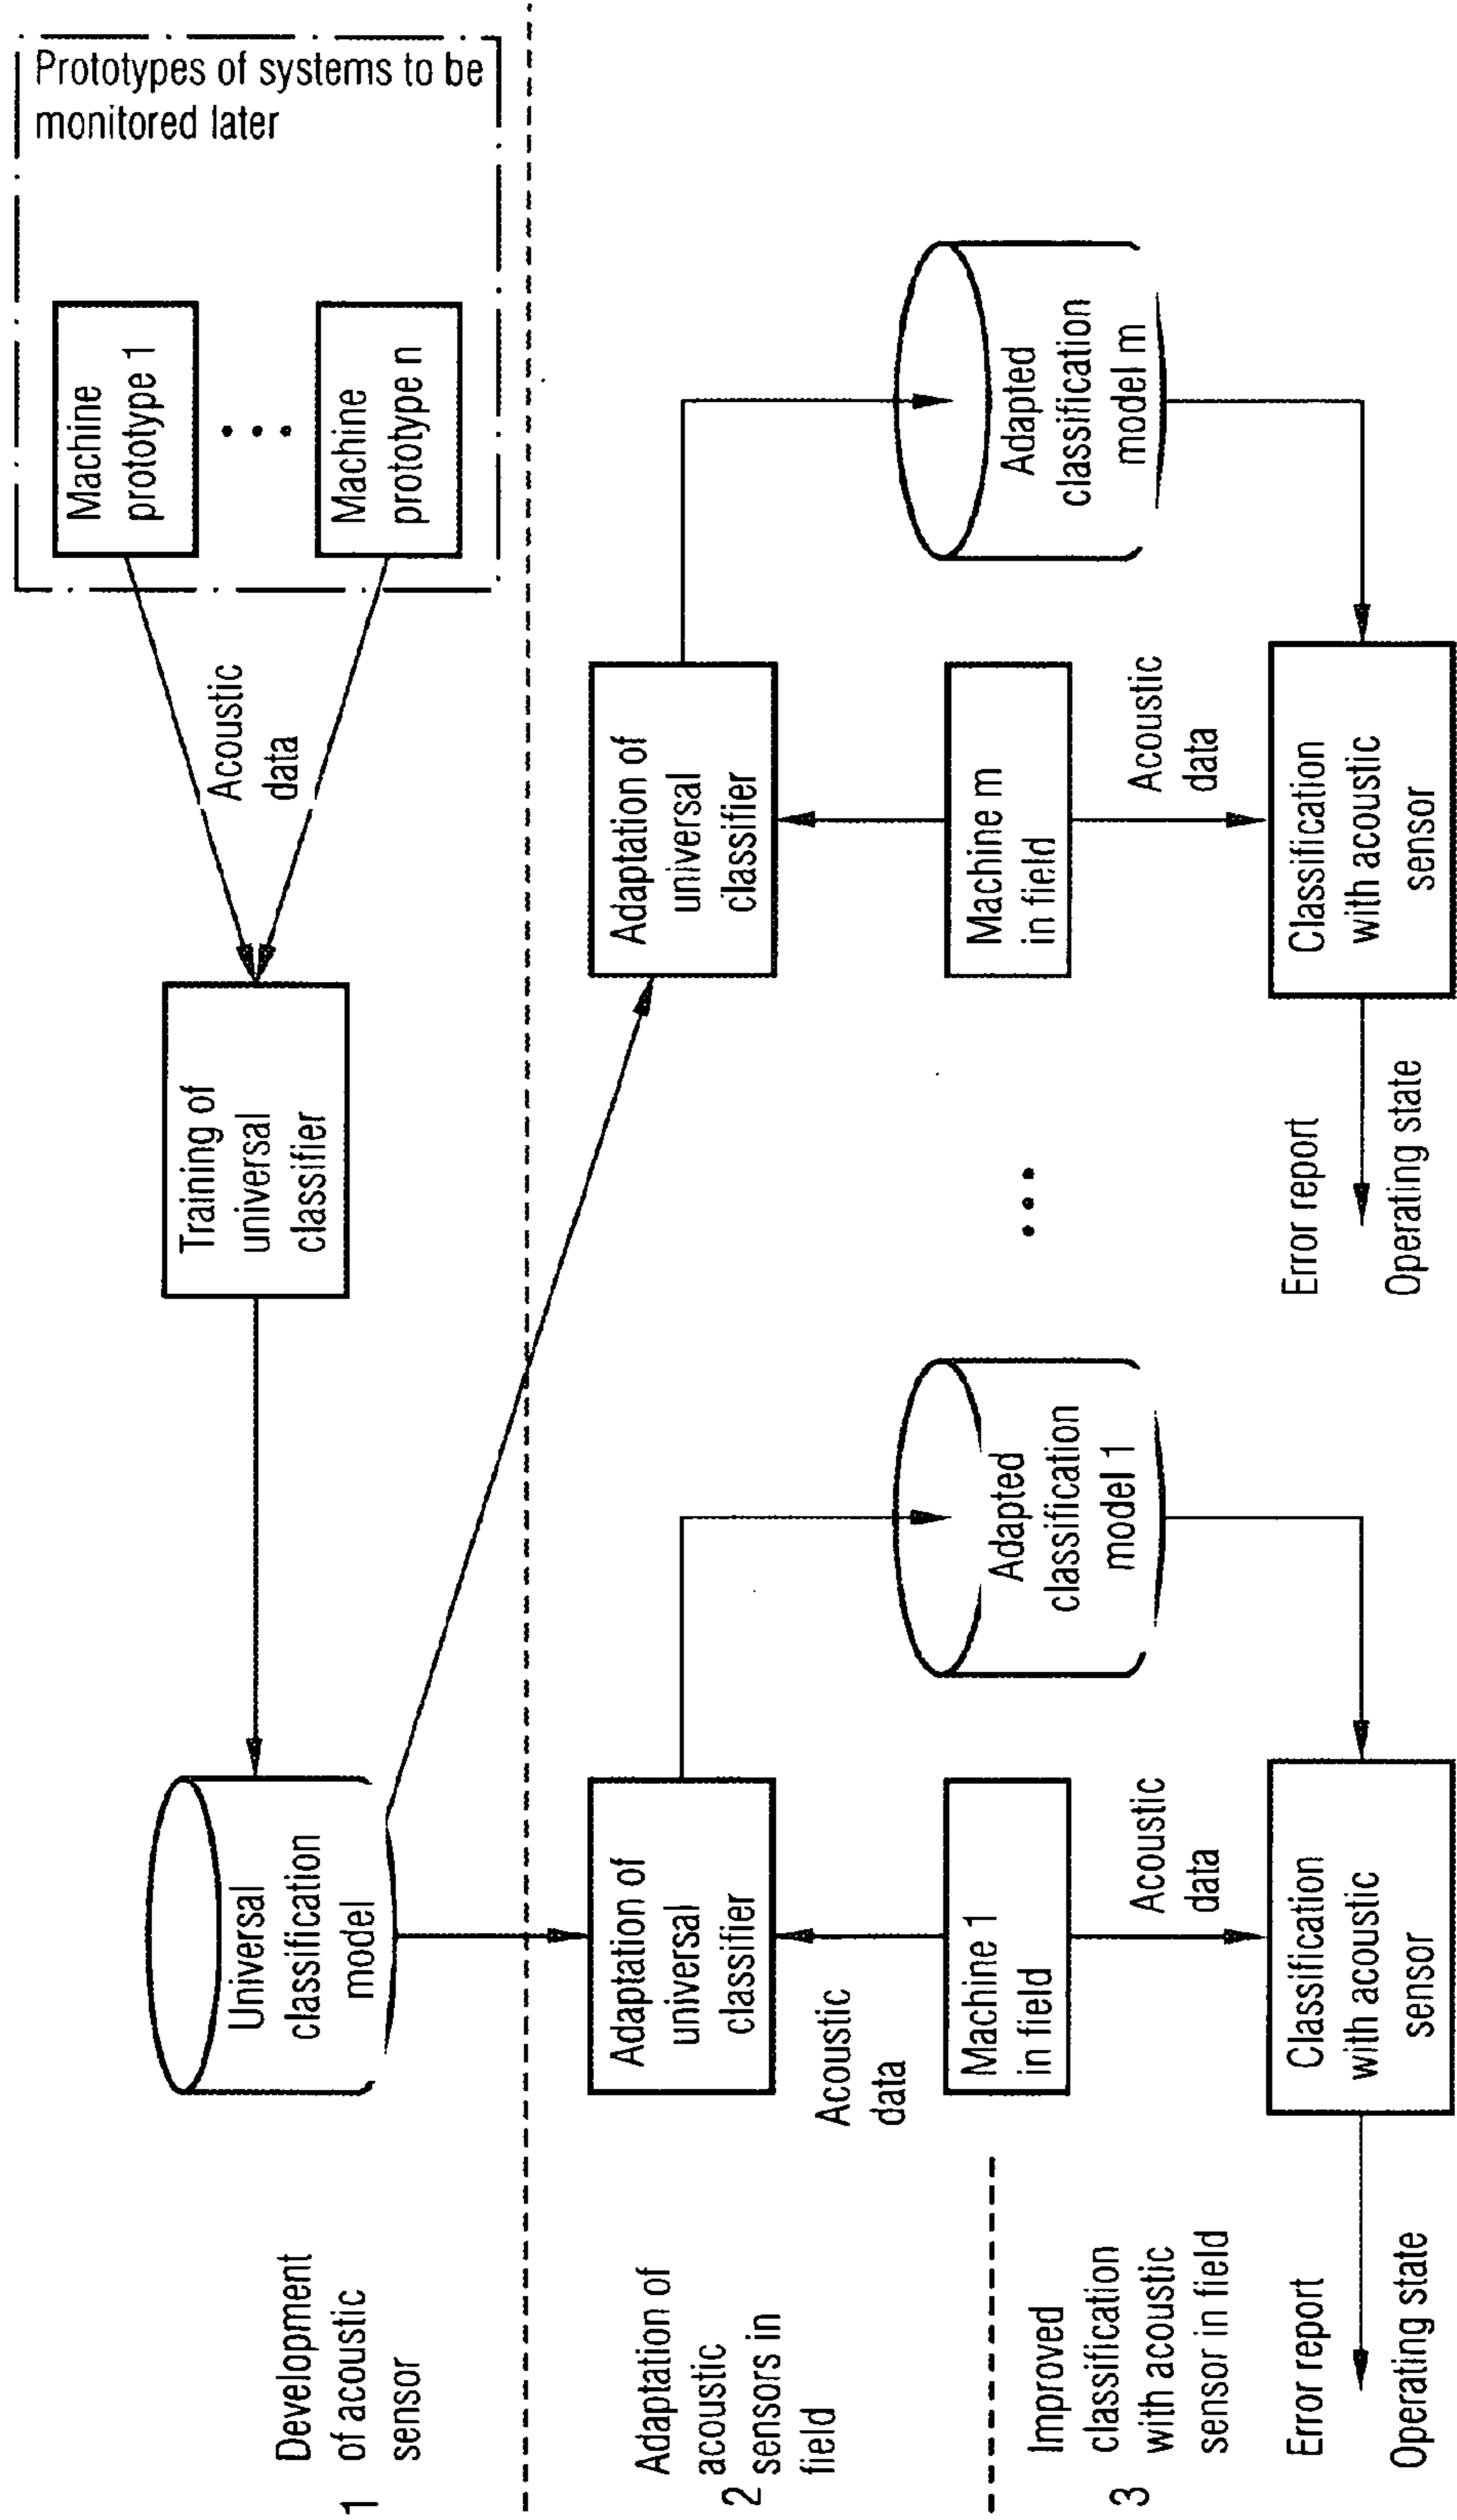 Prototypes of systems to be
monitored later
Machine
prototype 1
Machine
prototype n
Acoustic
data
Training of
universal
classifier
Universal
classification
model
Development
of acoustic
sensor
1
Adaptation of
acoustic
sensors in
field
2
Adaptation of
universal
classifier
Acoustic
data
Machine 1
in field
Adapted
classification
model 1
Adaptation of
universal
classifier
Machine m
in field
Adapted
classification
model m
Improved
classification
with acoustic
sensor in field
3
Acoustic
data
Classification
with acoustic
sensor
Error report
Operating state
Acoustic
data
Classification
with acoustic
sensor
Error report
Operating state